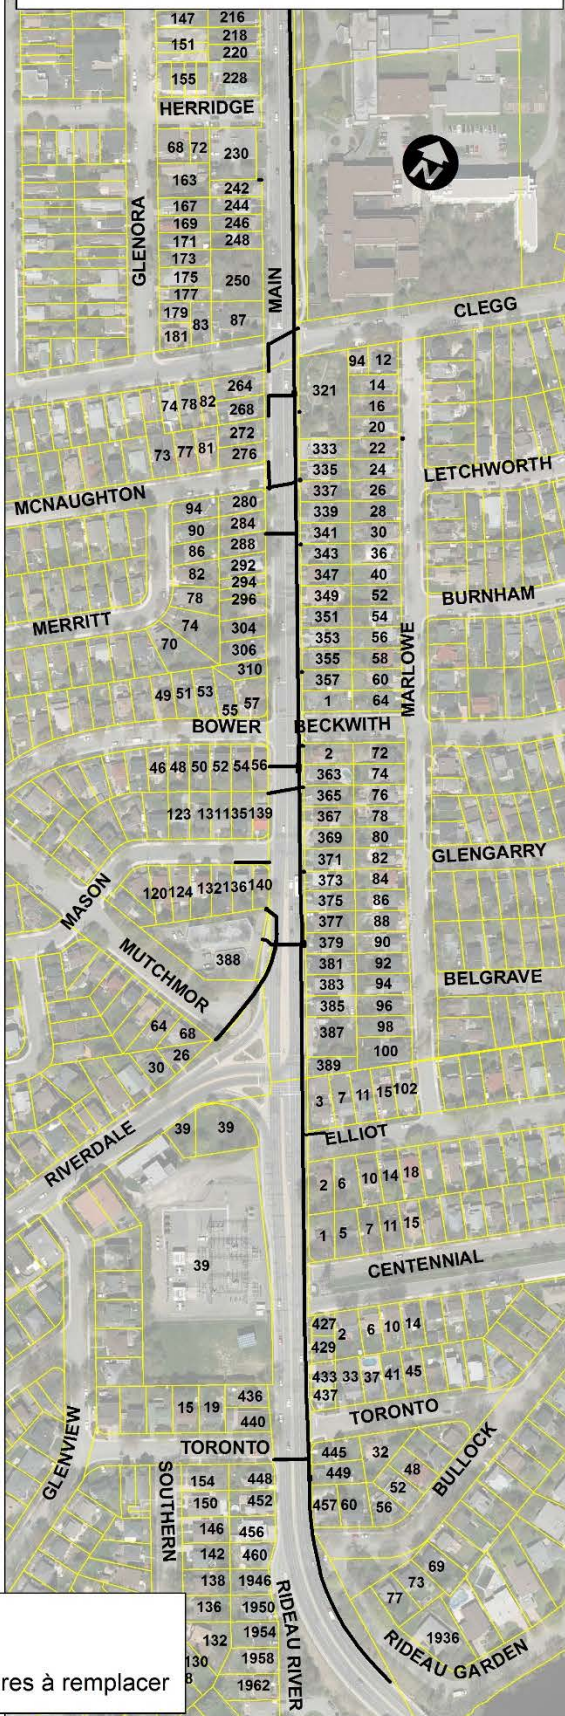 147 216
151 218
220
155 228
HERRIDGE
68 72 230
163
242
167 244
169 246
171 248
173
175 250
177
179
83 87
181
GLENORA
MAIN
N
CLEGG
94 12
321 14
16
20
264
74 78 82
268
272
73 77 81 276
333 22
335 24
337 26
339 28
341 30
343 36
347 40
349 52
351 54
353 56
355 58
357 60
1 64
LETCHWORTH
MCNAUGHTON
94 280
90 284
86 288
292
82 294
78 296
74 304
70 306
310
MERRITT
BURNHAM
MARLOWE
49 51 53
55 57
BOWER
BECKWITH
46 48 50 52 54 56
2 72
363 74
365 76
367 78
369 80
371 82
373 84
375 86
377 88
379 90
381 92
383 94
385 96
387 98
100
389
123 131 135 139
GLENGARRY
MASON
120 124 132 136 140
MUTCHMOR
388
BELGRAVE
64 68
26
30
3 7 11 15 102
39 39
ELLIOT
RIVERDALE
2 6 10 14 18
1 5 7 11 15
39
CENTENNIAL
427 2 6 10 14
429
433 33 37 41 45
437
15 19 436
440
TORONTO
TORONTO
GLENVIEW
SOUTHERN
445 32
449 48
52
457 60 56
BULLOCK
154 448
150 452
146 456
142 460
138 1946
136 1950
132 1954
130 1958
8 1962
RIDEAU RIVER
69
73
77
1936
RIDEAU GARDEN
res à remplacer